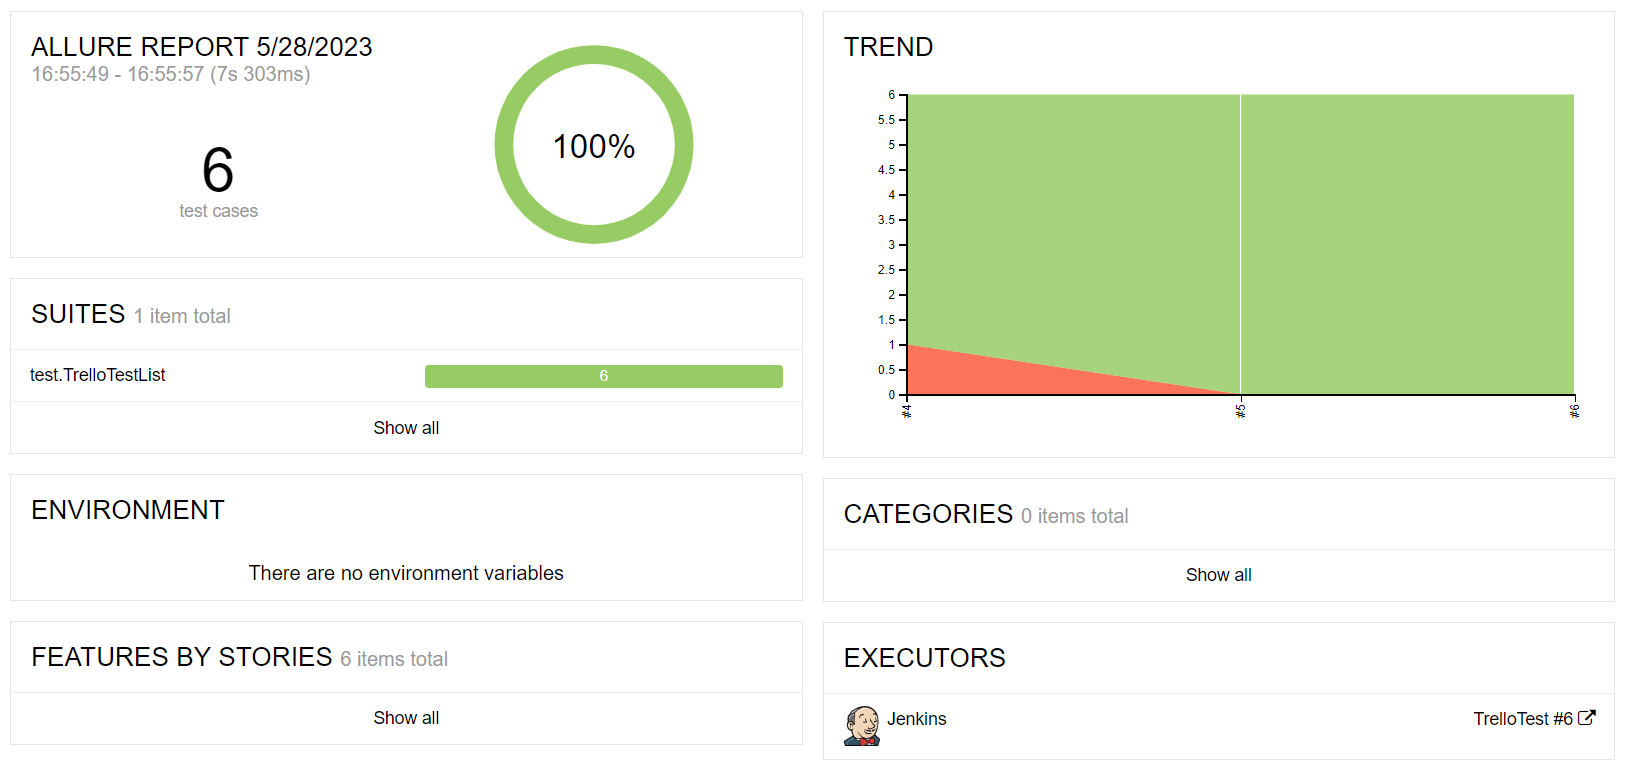 ALLURE REPORT 5/28/2023
16:55:49 - 16:55:57 (7s 303ms)
6
test cases
100%
SUITES 1 item total
test.TrelloTestList 6
Show all
ENVIRONMENT
There are no environment variables
FEATURES BY STORIES 6 items total
Show all
TREND
6
5.5
5
4.5
4
3.5
3
2.5
2
1.5
1
0.5
0
#4 #5 #6
CATEGORIES 0 items total
Show all
EXECUTORS
Jenkins TrelloTest #6